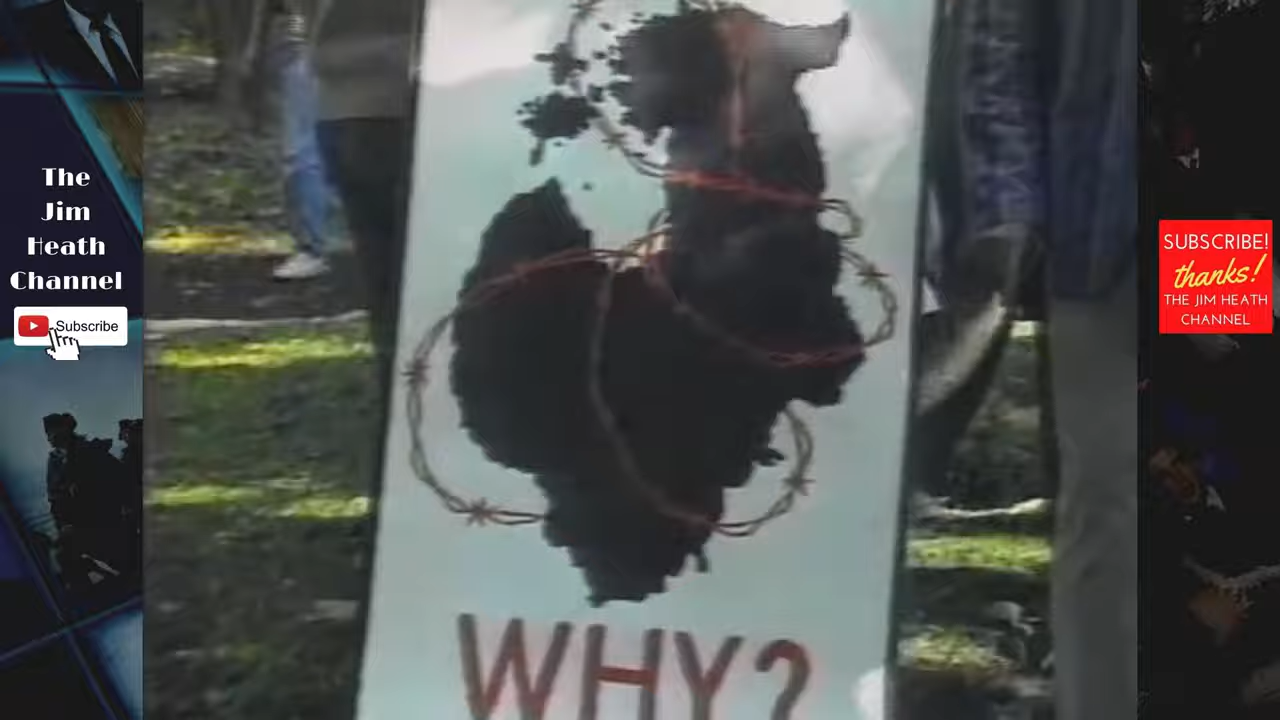 The
Jim
Heath
Channel
Subscribe
WHY?
SUBSCRIBE!
thanks!
THE JIM HEATH
CHANNEL